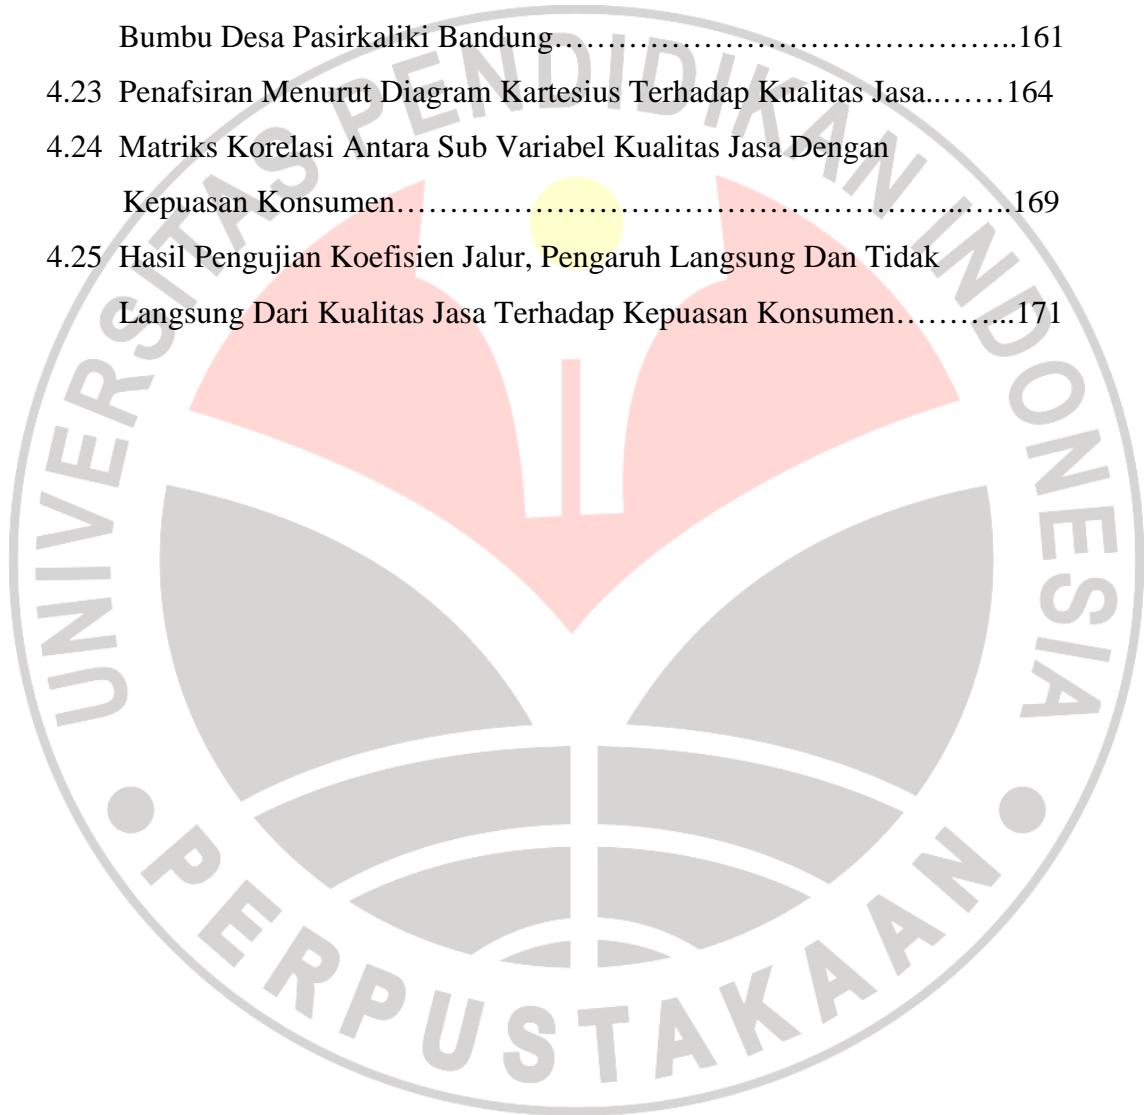 Bumbu Desa Pasirkaliki Bandung……………………………………..161
4.23 Penafsiran Menurut Diagram Kartesius Terhadap Kualitas Jasa..……164
4.24 Matriks Korelasi Antara Sub Variabel Kualitas Jasa Dengan
Kepuasan Konsumen……………………………………………..…..169
4.25 Hasil Pengujian Koefisien Jalur, Pengaruh Langsung Dan Tidak
Langsung Dari Kualitas Jasa Terhadap Kepuasan Konsumen………...171
UNIVERSITAS PENDIDIKAN INDONESIA
PERPUSTAKAAN